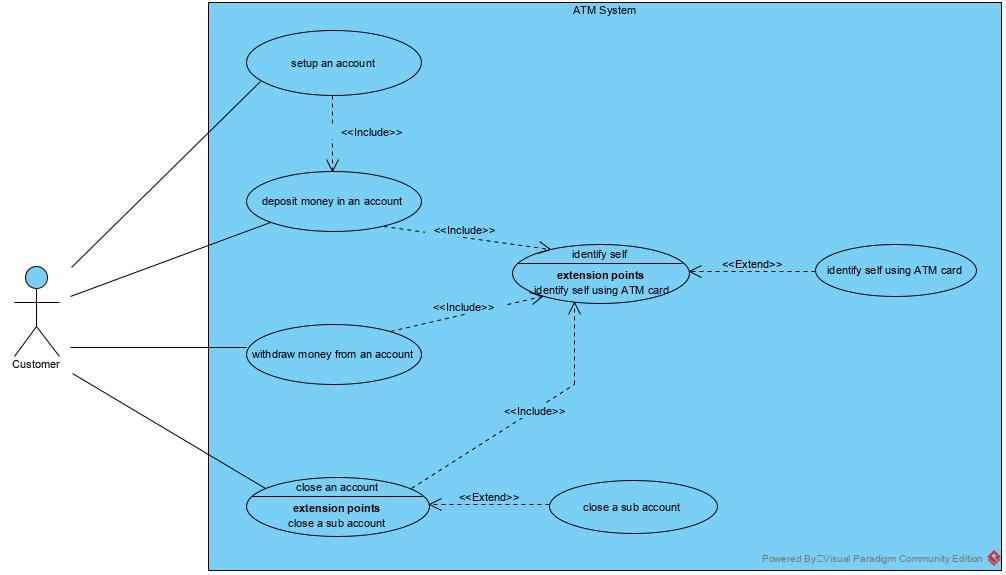 ATM System
setup an account
<<Include>>
deposit money in an account
<<Include>>
identify self
extension points
identify self using ATM card
<<Extend>>
identify self using ATM card
Customer
<<Include>>
withdraw money from an account
<<Include>>
close an account
extension points
close a sub account
<<Extend>>
close a sub account
Powered By Visual Paradigm Community Edition